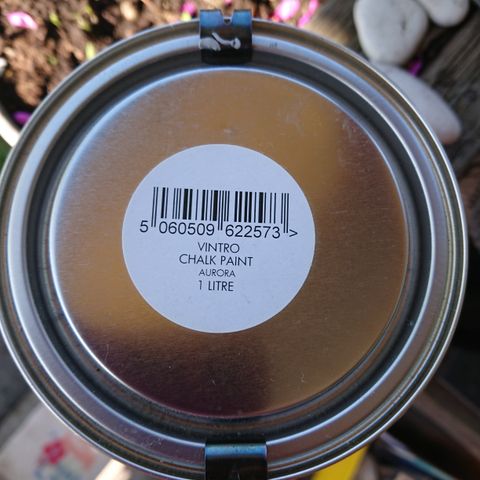 5 060509 622573 >
VINTRO
CHALK PAINT
AURORA
1 LITRE